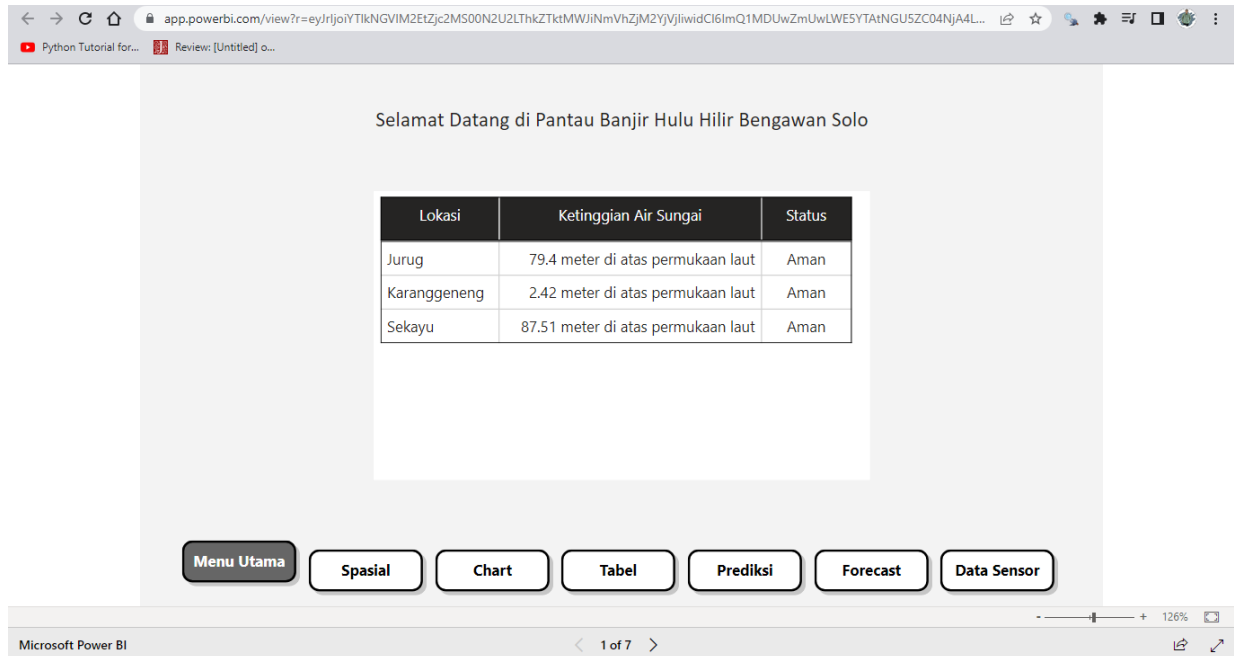 app.powerbi.com/view?r=eyJrIjoiYTlkNGVlM2EtZjc2MS00N2U2LThkZTktMWJiNmVhZjM2YjVjIiwidCI6ImQ1MDUwZmUwLWE5YTAtNGU5ZC04NjA4L...
Python Tutorial for... Review: [Untitled] o...
Selamat Datang di Pantau Banjir Hulu Hilir Bengawan Solo
Lokasi Ketinggian Air Sungai Status
Jurug 79.4 meter di atas permukaan laut Aman
Karanggeneng 2.42 meter di atas permukaan laut Aman
Sekayu 87.51 meter di atas permukaan laut Aman
Menu Utama Spasial Chart Tabel Prediksi Forecast Data Sensor
- + 126%
Microsoft Power BI < 1 of 7 >